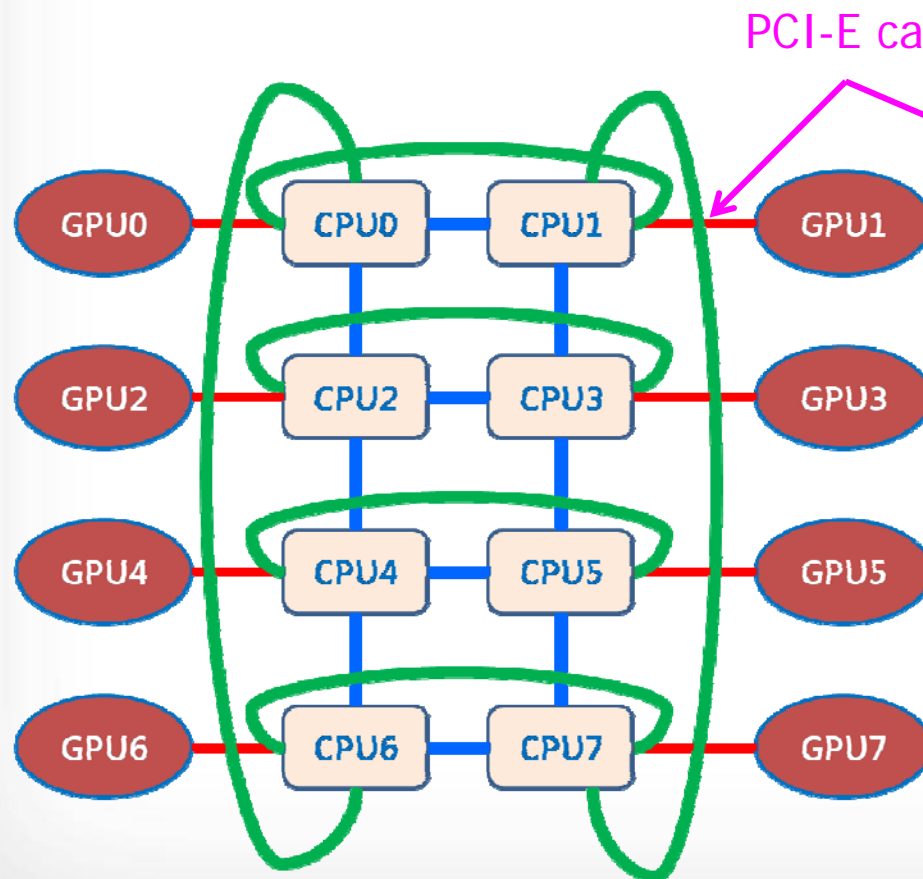 PCI-E ca
GPU0 CPU0 CPU1 GPU1
GPU2 CPU2 CPU3 GPU3
GPU4 CPU4 CPU5 GPU5
GPU6 CPU6 CPU7 GPU7